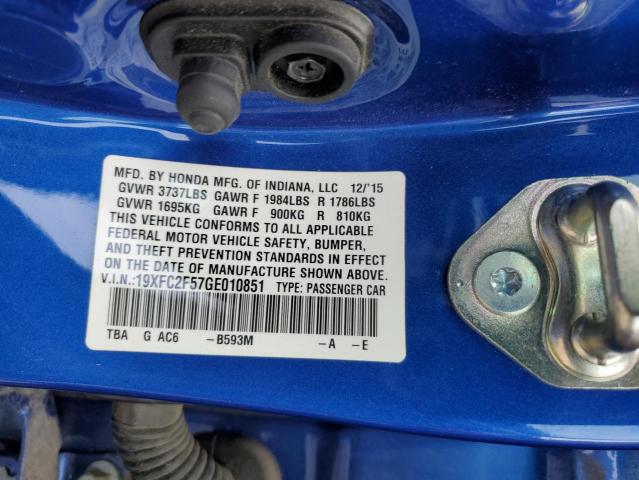 MFD. BY HONDA MFG. OF INDIANA, LLC 12/'15
GVWR 3737LBS GAWR F 1984LBS R 1786LBS
GVWR 1695KG GAWR F 900KG R 810KG
THIS VEHICLE CONFORMS TO ALL APPLICABLE
FEDERAL MOTOR VEHICLE SAFETY, BUMPER,
AND THEFT PREVENTION STANDARDS IN EFFECT
ON THE DATE OF MANUFACTURE SHOWN ABOVE.
V.I.N.:19XFC2F57GE010851 TYPE: PASSENGER CAR
TBA G AC6 -B593M -A -E